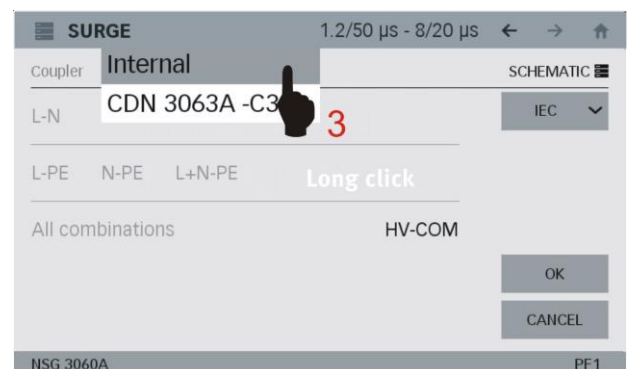 SURGE 1.2/50 µs - 8/20 µs
Coupler Internal SCHEMATIC
L-N CDN 3063A -C3 IEC
3
L-PE N-PE L+N-PE Long click
All combinations HV-COM
OK
CANCEL
NSG 3060A PE1